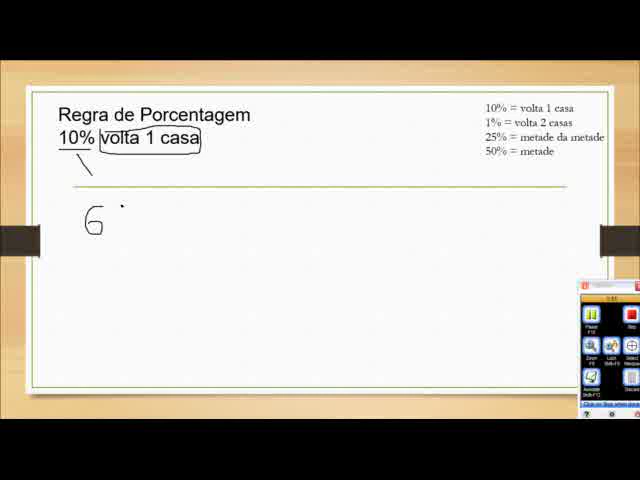 Regra de Porcentagem
10% volta 1 casa
10% = volta 1 casa
1% = volta 2 casas
25% = metade da metade
50% = metade
6